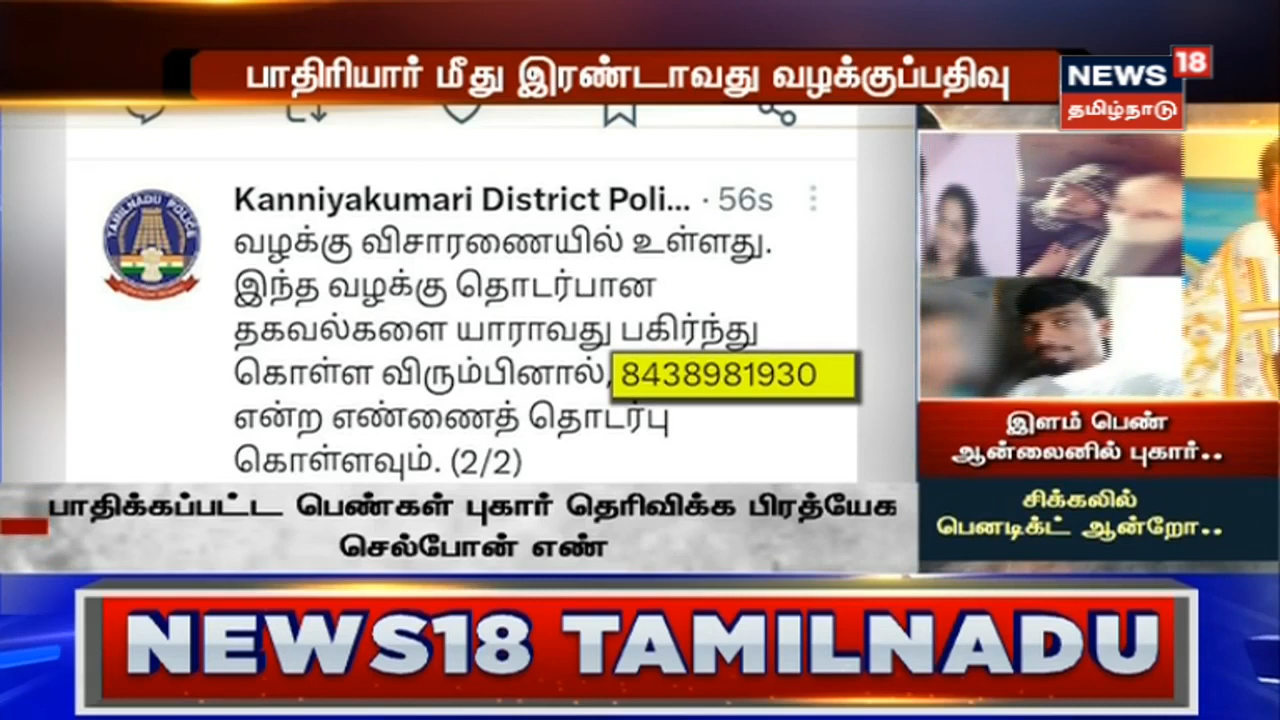 பாதிரியார் மீது இரண்டாவது வழக்குப்பதிவு
NEWS 18
தமிழ்நாடு
TAMILNADU POLICE
Kanniyakumari District Poli... · 56s
வழக்கு விசாரணையில் உள்ளது.
இந்த வழக்கு தொடர்பான
தகவல்களை யாராவது பகிர்ந்து
கொள்ள விரும்பினால், 8438981930
என்ற எண்ணைத் தொடர்பு
கொள்ளவும். (2/2)
இளம் பெண்
ஆன்லைனில் புகார்..
சிக்கலில்
பெனடிக்ட் ஆன்றோ..
பாதிக்கப்பட்ட பெண்கள் புகார் தெரிவிக்க பிரத்யேக
செல்போன் எண்
NEWS18 TAMILNADU